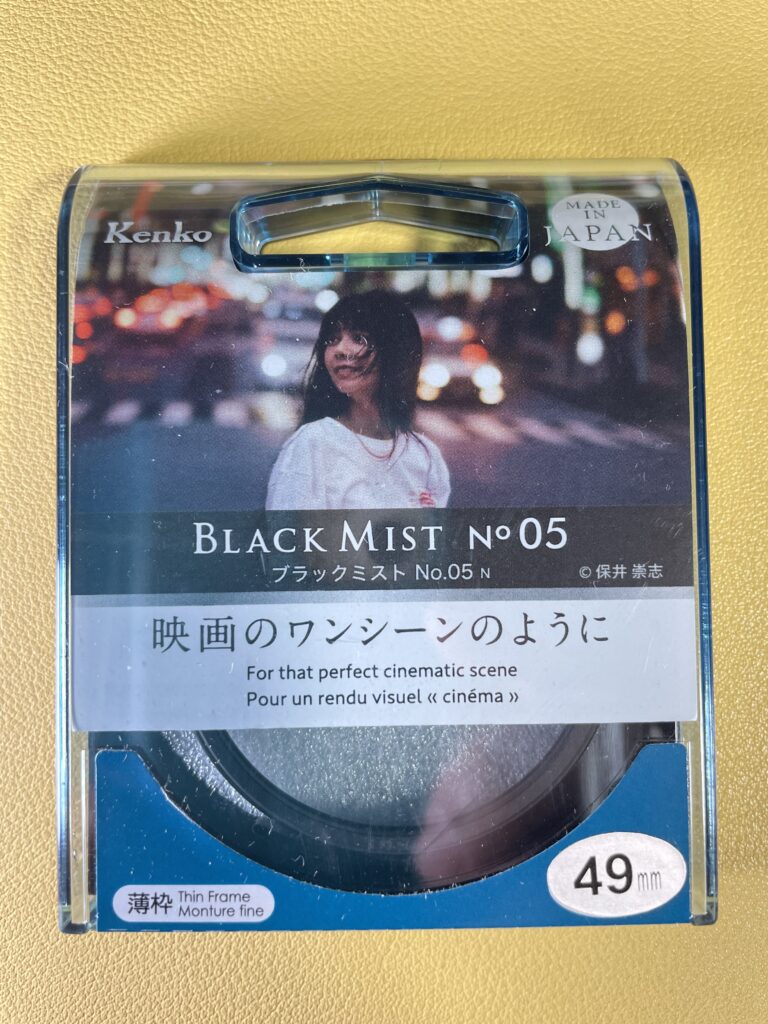 Kenko
MADE
IN
JAPAN
BLACK MIST No 05
ブラックミスト No.05 N
© 保井 崇志
映画のワンシーンのように
For that perfect cinematic scene
Pour un rendu visuel « cinéma »
薄枠
Thin Frame
Monture fine
49mm